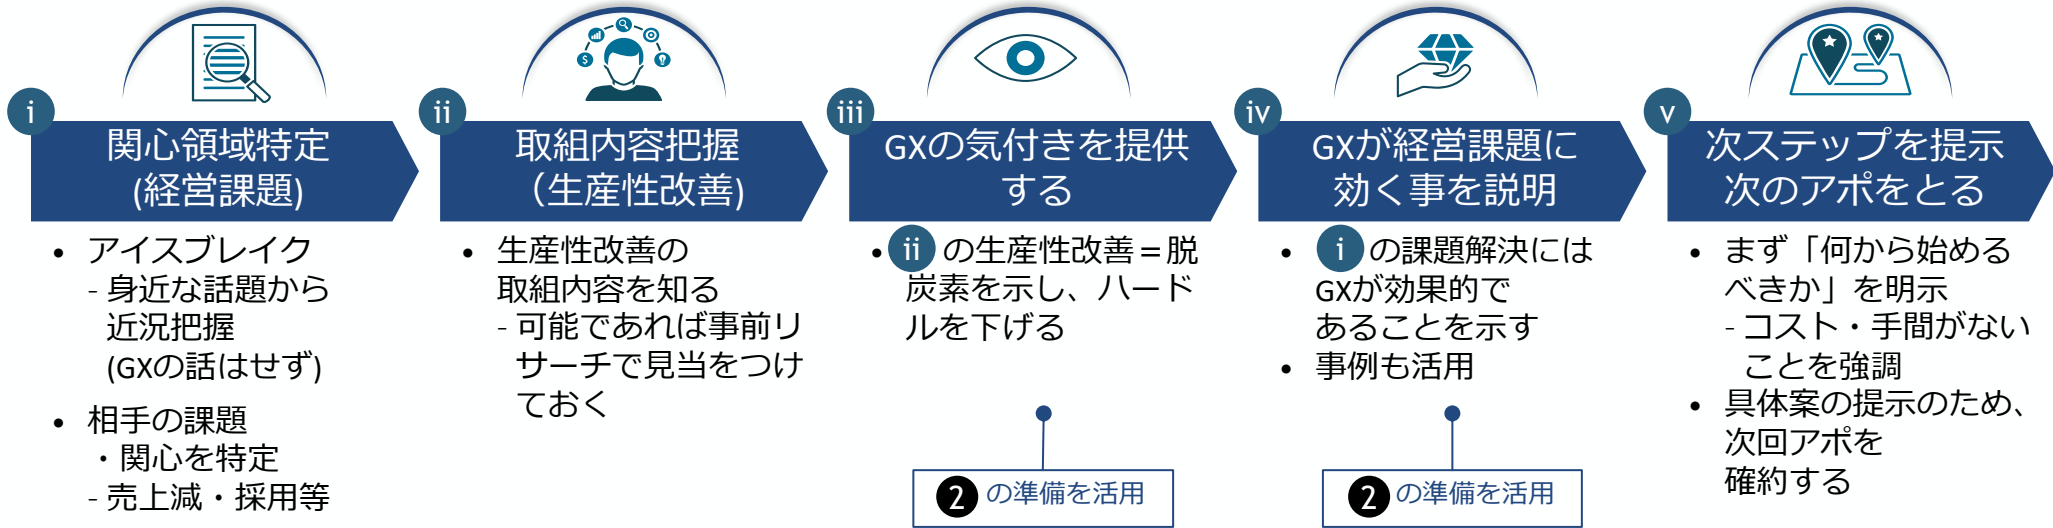 i
関心領域特定
(経営課題)
• アイスブレイク
- 身近な話題から
近況把握
(GXの話はせず)
• 相手の課題
・関心を特定
- 売上減・採用等
ii
取組内容把握
（生産性改善)
• 生産性改善の
取組内容を知る
- 可能であれば事前リ
サーチで見当をつけ
ておく
iii
GXの気付きを提供
する
• ii の生産性改善＝脱
炭素を示し、ハード
ルを下げる
2 の準備を活用
iv
GXが経営課題に
効く事を説明
• i の課題解決には
GXが効果的で
あることを示す
• 事例も活用
2 の準備を活用
v
次ステップを提示
次のアポをとる
• まず「何から始める
べきか」を明示
- コスト・手間がない
ことを強調
• 具体案の提示のため、
次回アポを
確約する